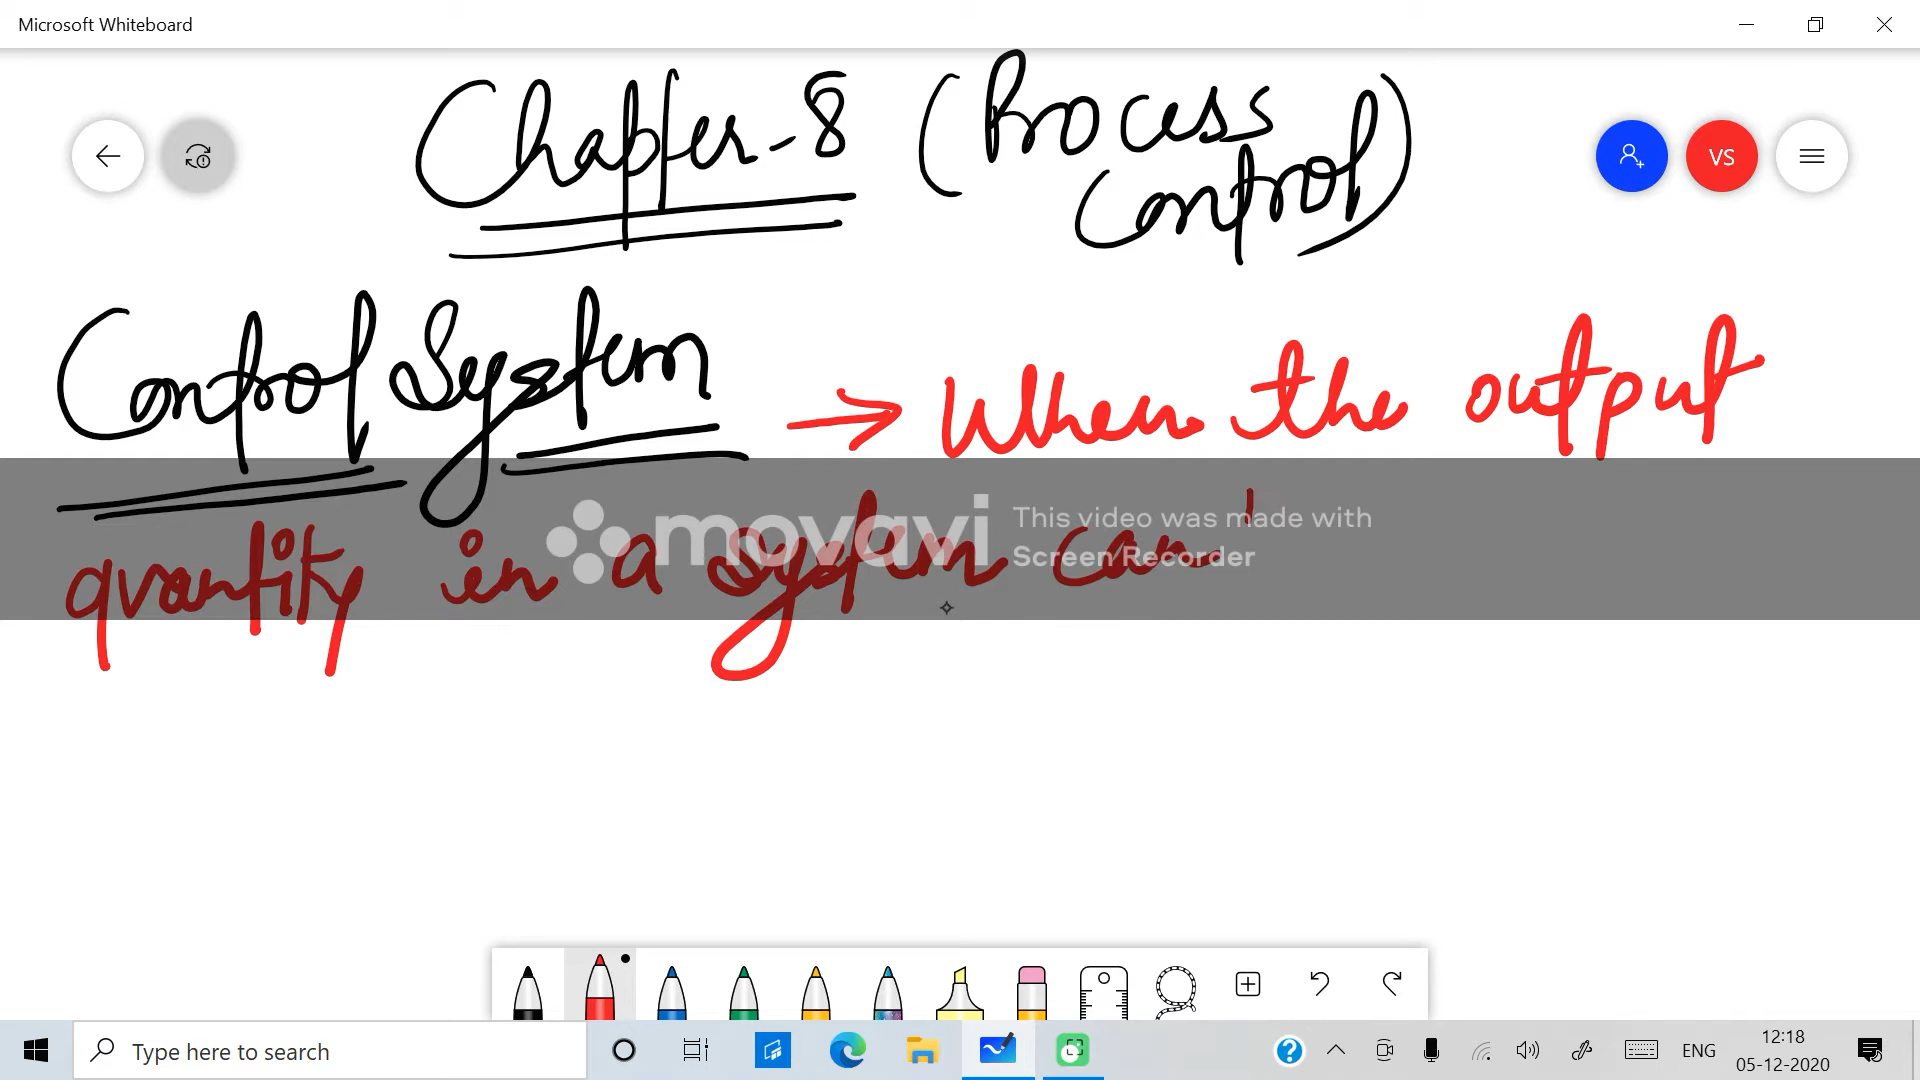 Microsoft Whiteboard
Chapter-8 (Process
Control)
VS
Control System → When the output
quantity in a system can
movavi
This video was made with
Screen Recorder
Type here to search
ENG
12:18
05-12-2020